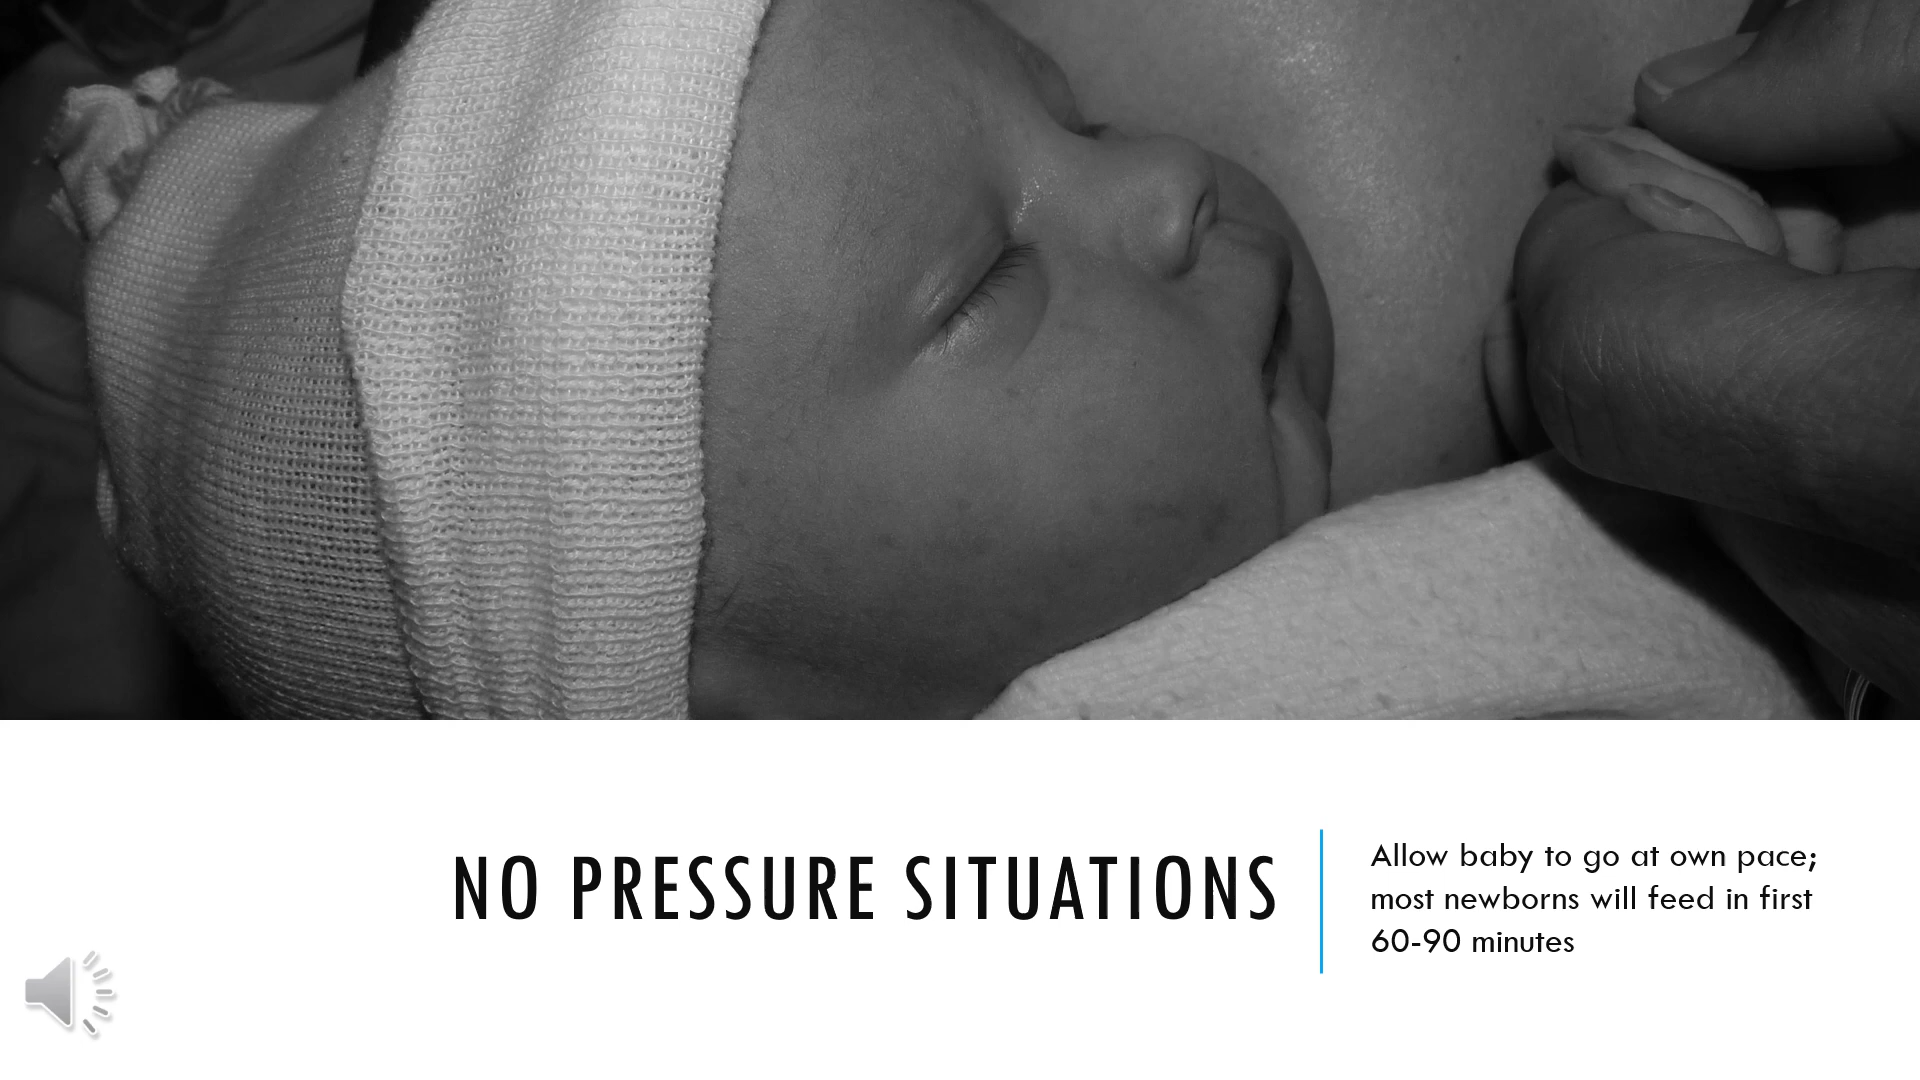 NO PRESSURE SITUATIONS
Allow baby to go at own pace;
most newborns will feed in first
60-90 minutes